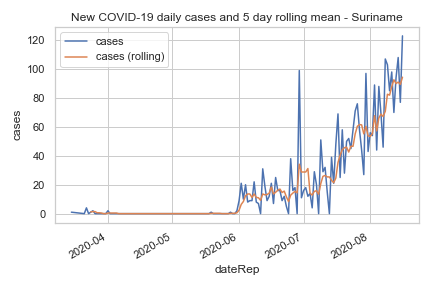 New COVID-19 daily cases and 5 day rolling mean - Suriname
cases
cases (rolling)
120
100
80
60
40
20
0
cases
2020-04
2020-05
2020-06
2020-07
2020-08
dateRep